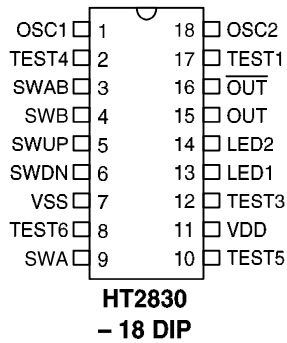 OSC1 1 18 OSC2
TEST4 2 17 TEST1
SWAB 3 16 O̅U̅T̅
SWB 4 15 OUT
SWUP 5 14 LED2
SWDN 6 13 LED1
VSS 7 12 TEST3
TEST6 8 11 VDD
SWA 9 10 TEST5
HT2830
– 18 DIP